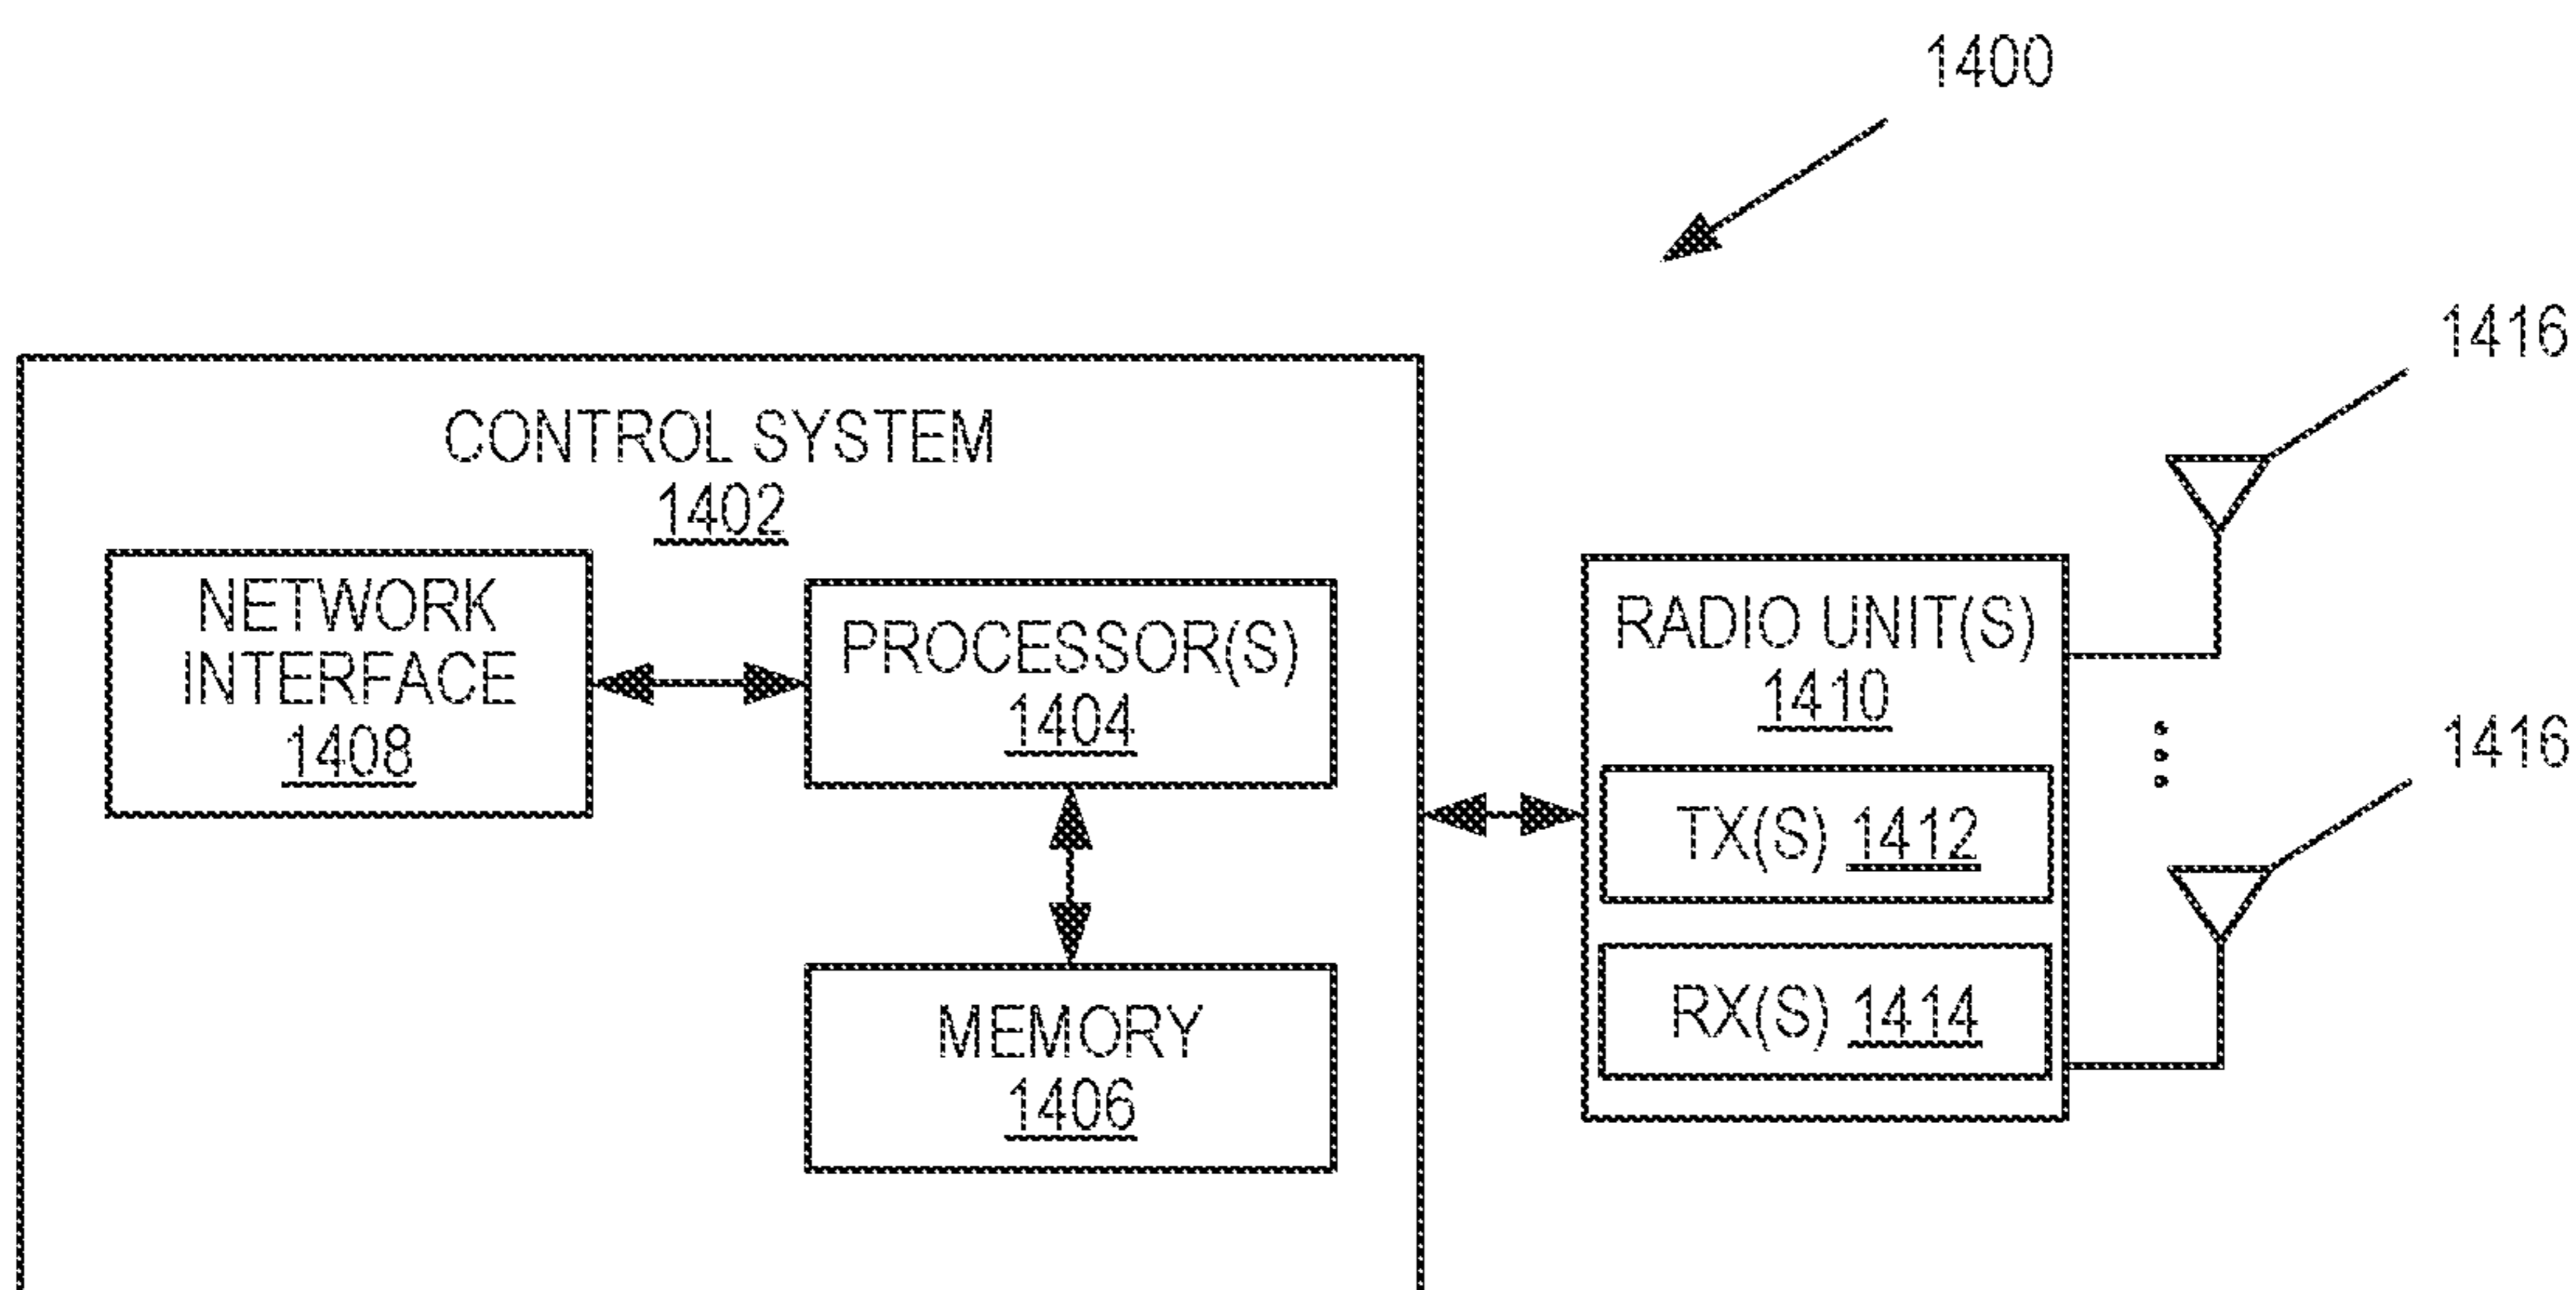 1400
1416
CONTROL SYSTEM
1402
NETWORK
INTERFACE
1408
PROCESSOR(S)
1404
MEMORY
1406
RADIO UNIT(S)
1410
TX(S) 1412
RX(S) 1414
1416